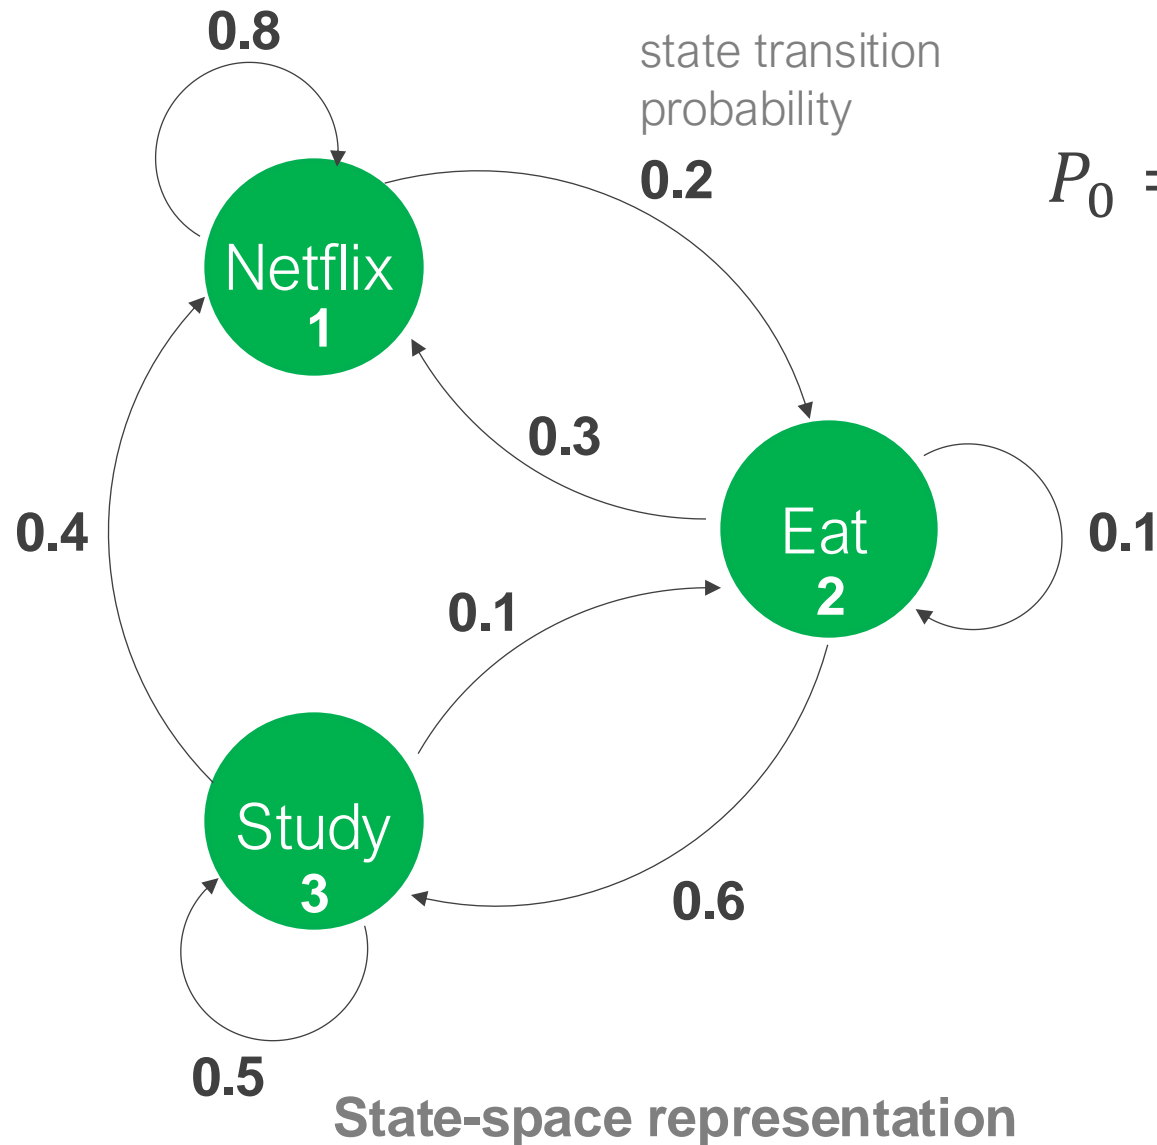 0.8
state transition
probability
0.2
P₀ =
Netflix
1
0.3
0.4
Eat
2
0.1
0.1
Study
3
0.6
0.5
State-space representation